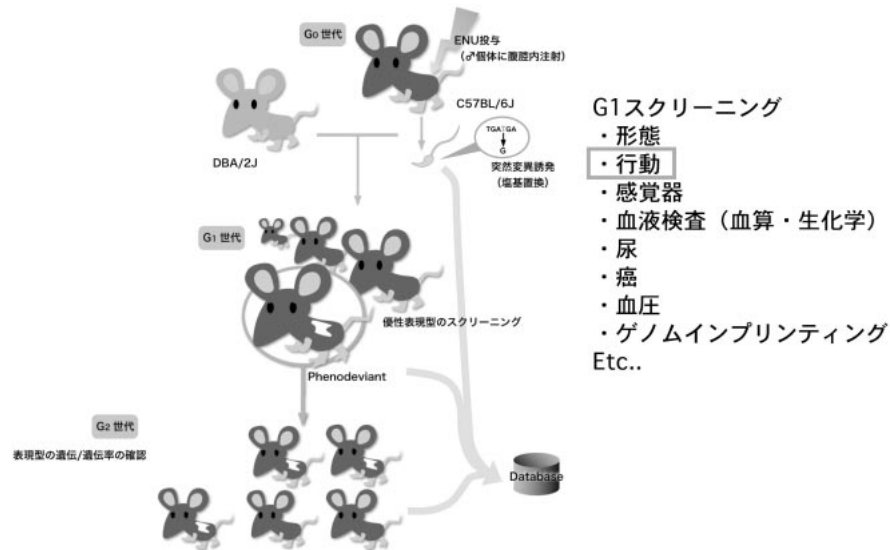 G0 世代
ENU投与
(♂個体に腹腔内注射)
C57BL/6J
DBA/2J
TGATGA
G
突然変異誘発
(塩基置換)
G1 世代
優性表現型のスクリーニング
Phenodeviant
G2 世代
表現型の遺伝/遺伝率の確認
Database
G1スクリーニング
・形態
・行動
・感覚器
・血液検査(血算・生化学)
・尿
・癌
・血圧
・ゲノムインプリンティング
Etc..